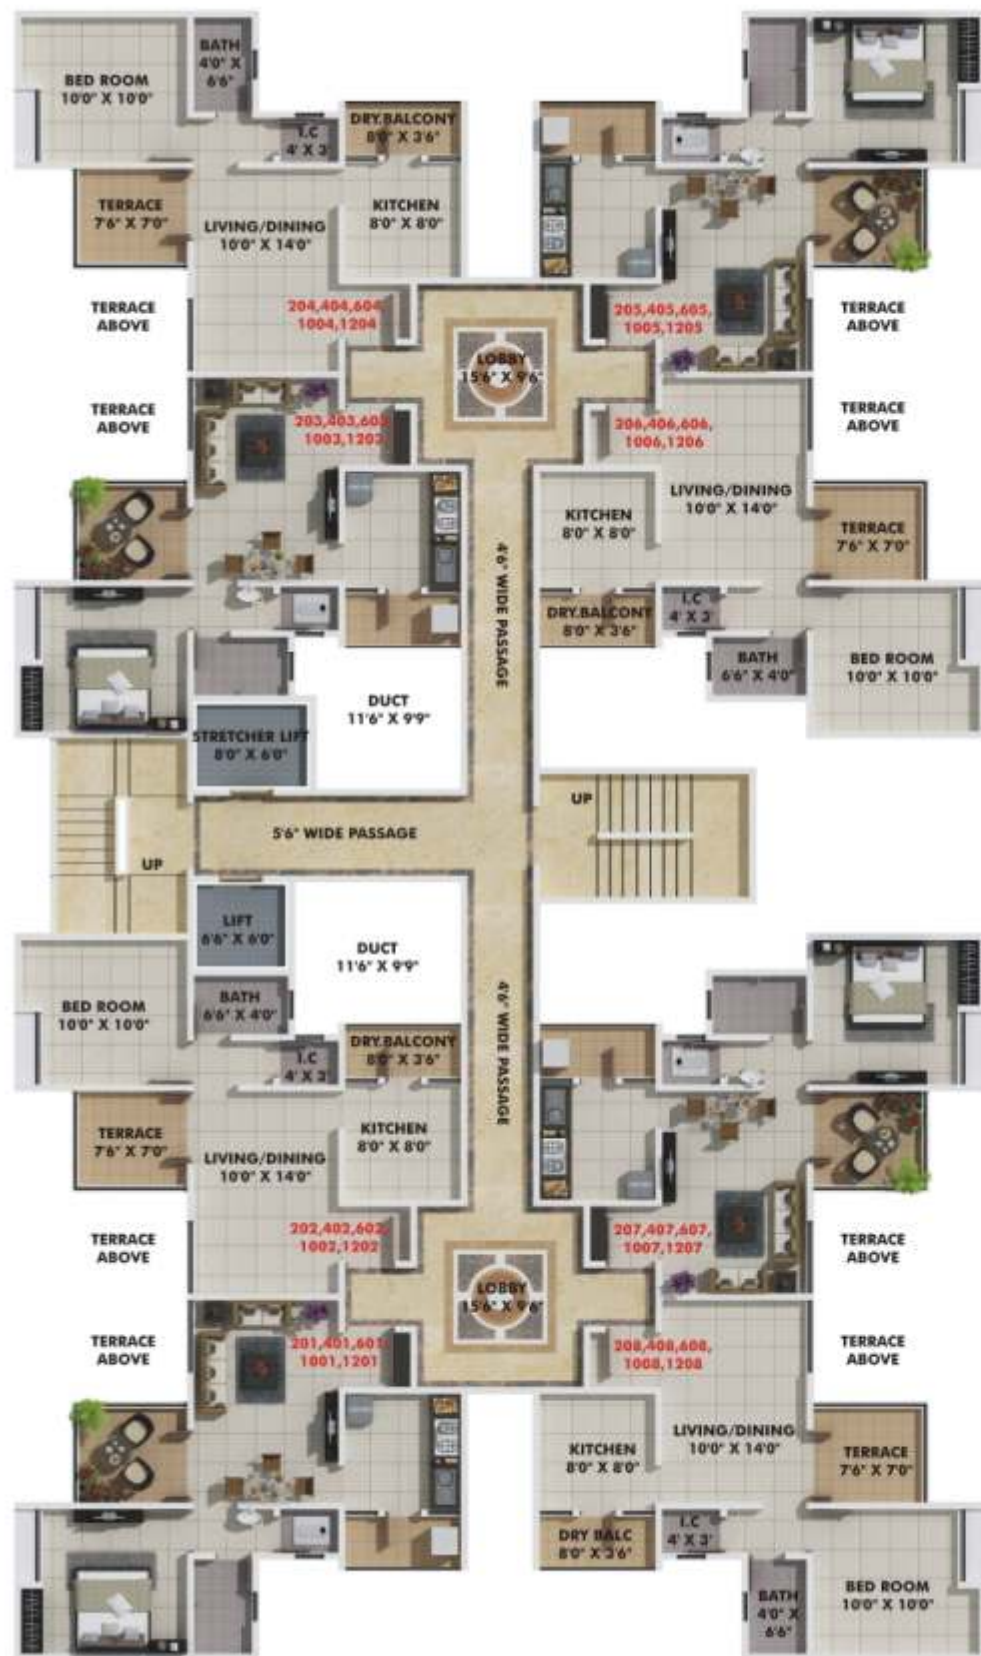 BATH
4'0" X
6'6"
BED ROOM
10'0" X 10'0"
DRY.BALCONY
8'0" X 3'6"
I.C
4' X 3'
TERRACE
7'6" X 7'0"
LIVING/DINING
10'0" X 14'0"
KITCHEN
8'0" X 8'0"
TERRACE
ABOVE
204,404,604,
1004,1204
205,405,605,
1005,1205
TERRACE
ABOVE
LOBBY
15'6" X 9'6"
TERRACE
ABOVE
203,403,603
1003,1203
206,406,606,
1006,1206
TERRACE
ABOVE
LIVING/DINING
10'0" X 14'0"
KITCHEN
8'0" X 8'0"
TERRACE
7'6" X 7'0"
4'6" WIDE PASSAGE
I.C
4' X 3'
DRY.BALCONY
8'0" X 3'6"
BATH
6'6" X 4'0"
BED ROOM
10'0" X 10'0"
DUCT
11'6" X 9'9"
STRETCHER LIFT
8'0" X 6'0"
UP
5'6" WIDE PASSAGE
UP
LIFT
6'6" X 6'0"
DUCT
11'6" X 9'9"
BED ROOM
10'0" X 10'0"
BATH
6'6" X 4'0"
4'6" WIDE PASSAGE
DRY.BALCONY
8'0" X 3'6"
I.C
4' X 3'
TERRACE
7'6" X 7'0"
LIVING/DINING
10'0" X 14'0"
KITCHEN
8'0" X 8'0"
TERRACE
ABOVE
202,402,602,
1002,1202
207,407,607,
1007,1207
TERRACE
ABOVE
LOBBY
15'6" X 9'6"
TERRACE
ABOVE
201,401,601
1001,1201
208,408,608,
1008,1208
TERRACE
ABOVE
LIVING/DINING
10'0" X 14'0"
KITCHEN
8'0" X 8'0"
TERRACE
7'6" X 7'0"
I.C
4' X 3'
DRY BALC
8'0" X 3'6"
BATH
4'0" X
6'6"
BED ROOM
10'0" X 10'0"